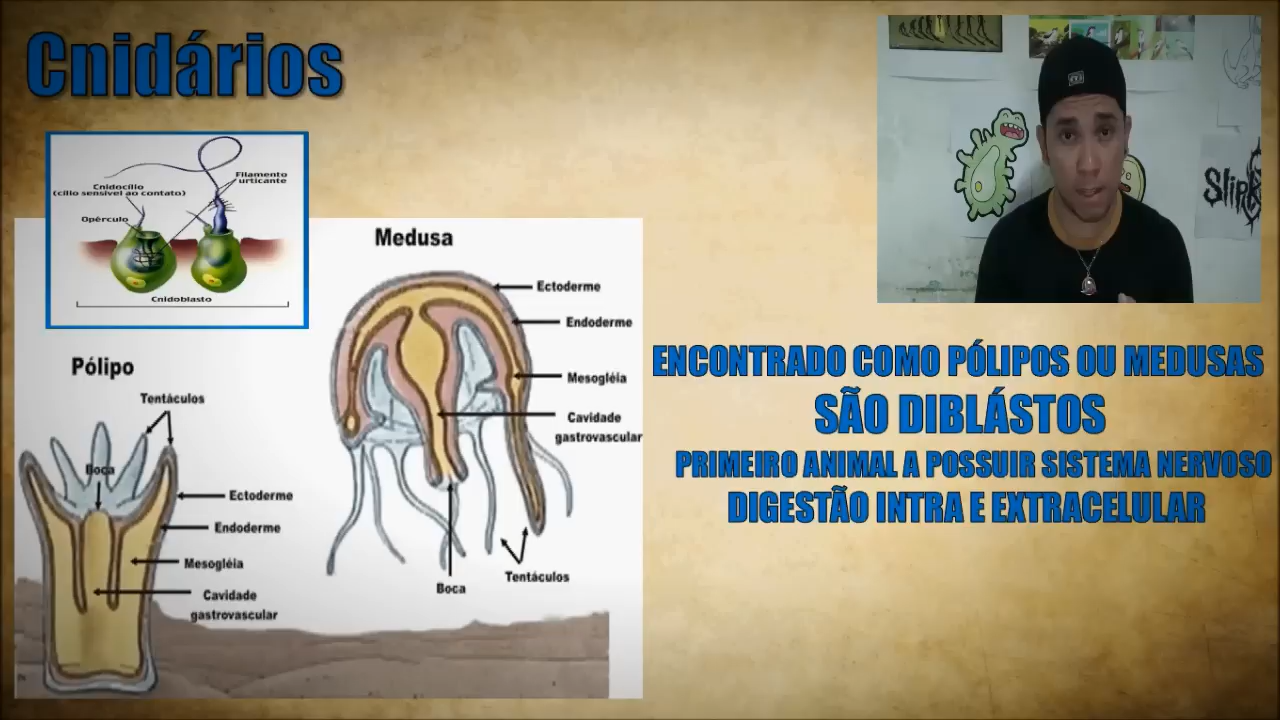 Cnidários
Cnidocílio
(cílio sensível ao contato)
Filamento
urticante
Opérculo
Cnidoblasto
Medusa
Ectoderme
Endoderme
Mesogléia
Cavidade
gastrovascular
Tentáculos
Boca
Pólipo
Tentáculos
Boca
Ectoderme
Endoderme
Mesogléia
Cavidade
gastrovascular
ENCONTRADO COMO PÓLIPOS OU MEDUSAS
SÃO DIBLÁSTOS
PRIMEIRO ANIMAL A POSSUIR SISTEMA NERVOSO
DIGESTÃO INTRA E EXTRACELULAR